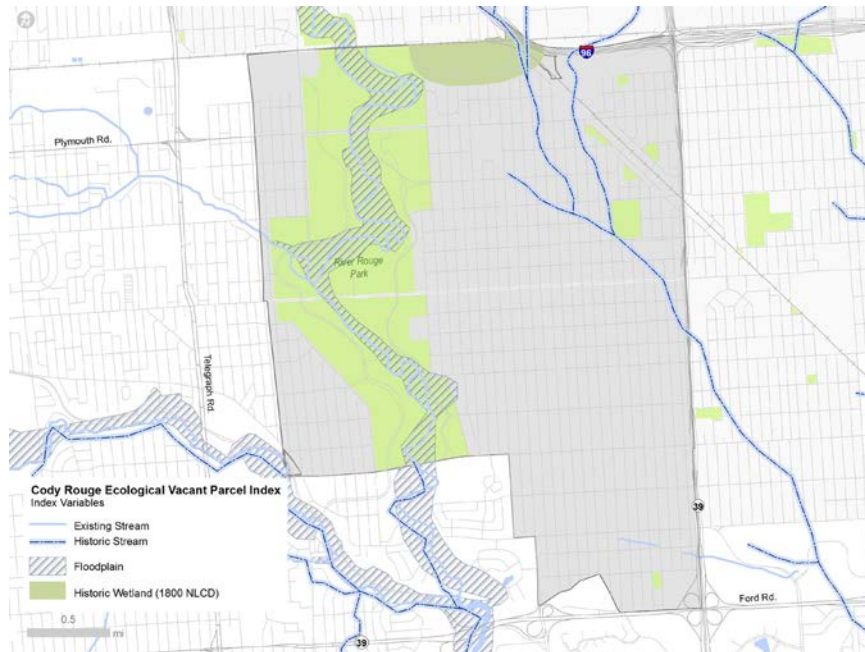 96
Plymouth Rd.
River Rouge
Park
Telegraph Rd.
Cody Rouge Ecological Vacant Parcel Index
Index Variables
Existing Stream
Historic Stream
Floodplain
Historic Wetland (1800 NLCD)
0.5
mi
39
39
Ford Rd.